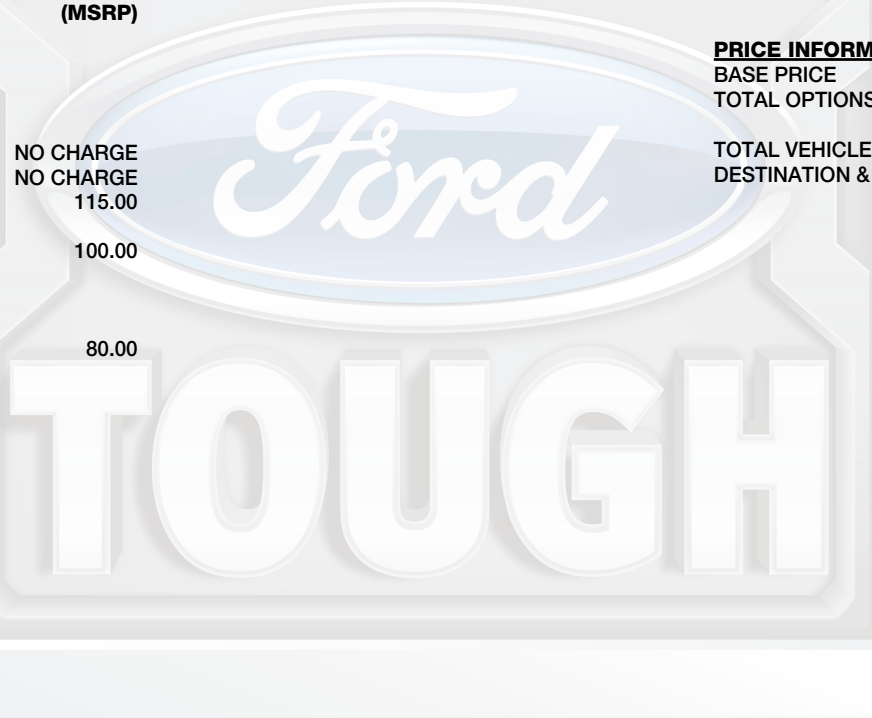 (MSRP)
PRICE INFORM
BASE PRICE
TOTAL OPTIONS
NO CHARGE
TOTAL VEHICLE
NO CHARGE
DESTINATION &
115.00
100.00
80.00
Ford
TOUGH